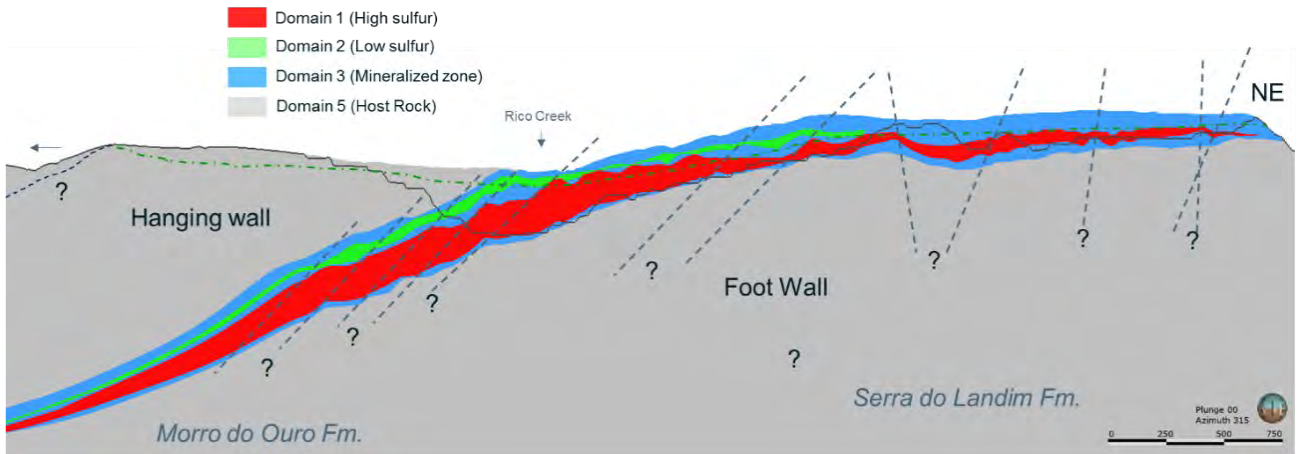 Domain 1 (High sulfur)
Domain 2 (Low sulfur)
Domain 3 (Mineralized zone)
Domain 5 (Host Rock)
Rico Creek
NE
?
Hanging wall
?
?
?
?
?
?
?
Foot Wall
?
Serra do Landim Fm.
Morro do Ouro Fm.
Plunge 00
Azimuth 315
0 250 500 750